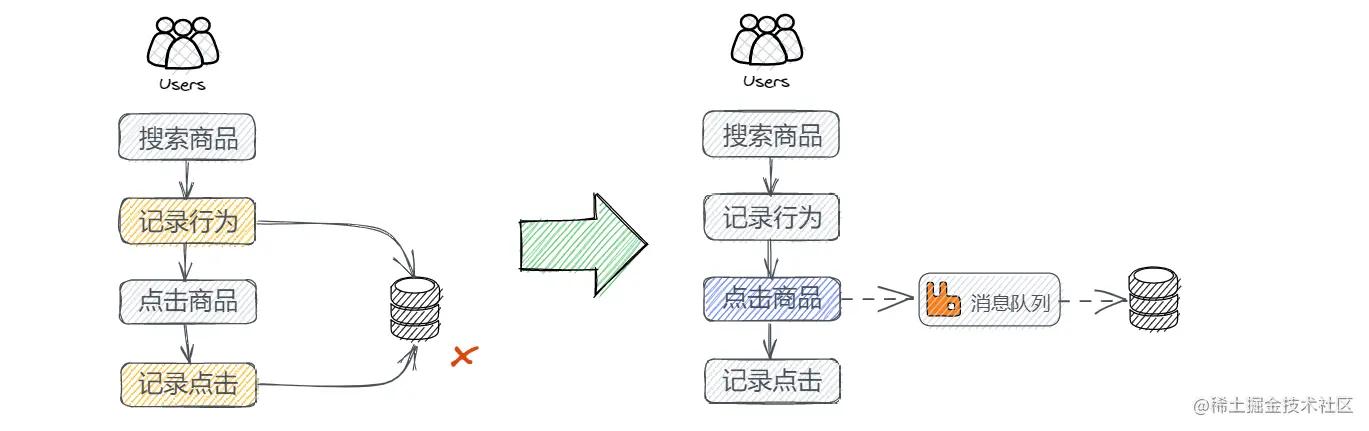 Users
搜索商品
记录行为
点击商品
记录点击
Users
搜索商品
记录行为
点击商品
消息队列
记录点击
@稀土掘金技术社区